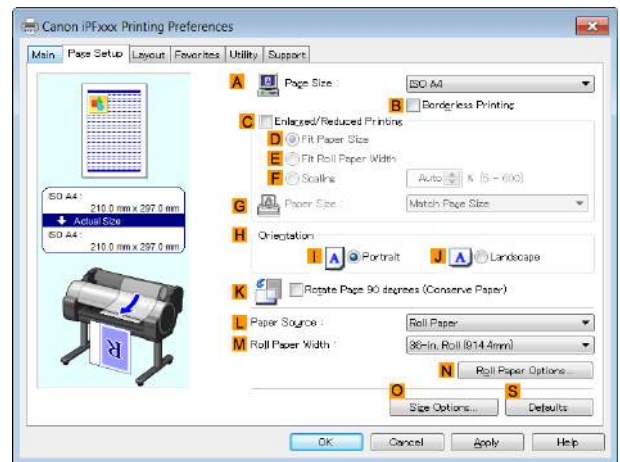 Canon iPFxxx Printing Preferences
Main Page Setup Layout Favorites Utility Support
A Page Size : ISO A4
B Borderless Printing
C Enlarged/Reduced Printing
D Fit Paper Size
E Fit Roll Paper Width
F Scaling Auto % (5 - 600)
ISO A4 :
210.0 mm x 297.0 mm
Actual Size
ISO A4 :
210.0 mm x 297.0 mm
G Paper Size : Match Page Size
H Orientation
I A Portrait J A Landscape
K Rotate Page 90 degrees (Conserve Paper)
L Paper Source : Roll Paper
M Roll Paper Width : 36-in. Roll (914.4mm)
N Roll Paper Options...
O S
Size Options... Defaults
OK Cancel Apply Help